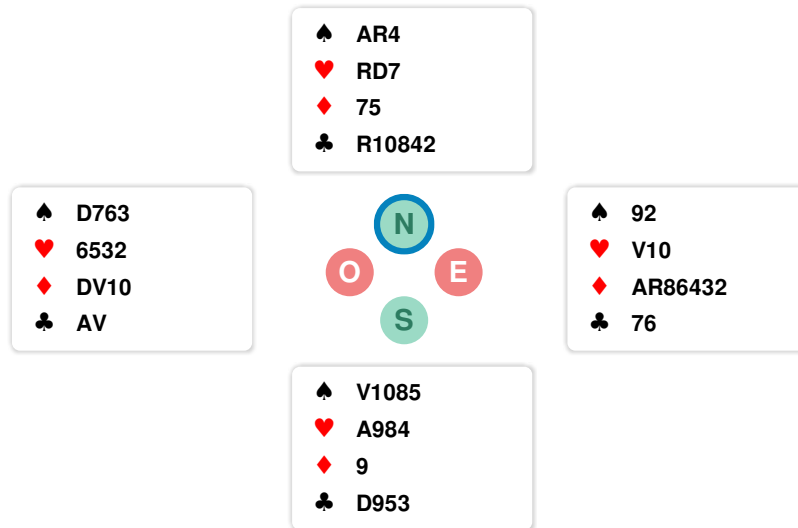 ♠ AR4
♥ RD7
♦ 75
♣ R10842
♠ D763
♥ 6532
♦ DV10
♣ AV
N
O E
S
♠ 92
♥ V10
♦ AR86432
♣ 76
♠ V1085
♥ A984
♦ 9
♣ D953